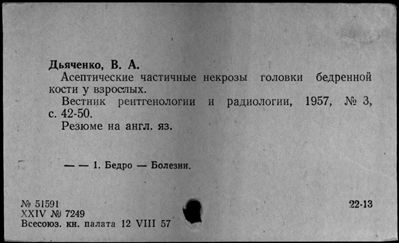 Дьяченко, В. А.
Асептические частичные некрозы головки бедренной
кости у взрослых.
Вестник рентгенологии и радиологии, 1957, № 3,
с. 42-50.
Резюме на англ. яз.
— — 1. Бедро — Болезни.
№ 51591
22-13
XXIV № 7249
Всесоюз. кн. палата 12 VIII 57